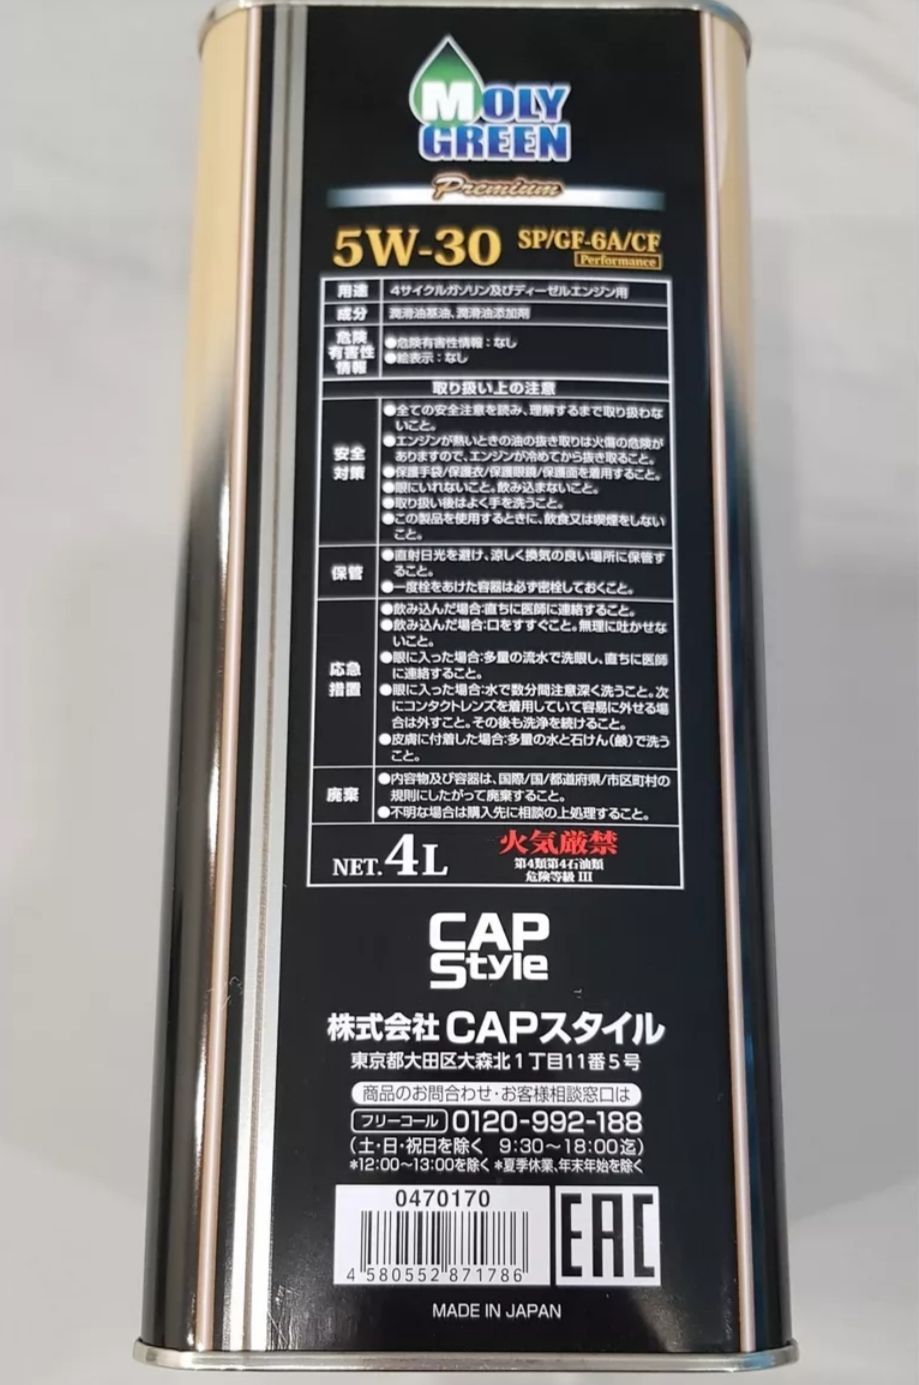 MOLY
GREEN
Premium
5W-30 SP/GF-6A/CF
Performance
用途 4サイクルガソリン及びディーゼルエンジン用
成分 潤滑油基油、潤滑油添加剤
危険
有害性
情報
●危険有害性情報：なし
●絵表示：なし
取り扱い上の注意
安全
対策
●全ての安全注意を読み、理解するまで取り扱わな
いこと。
●エンジンが熱いときの油の抜き取りは火傷の危険が
ありますので、エンジンが冷めてから抜き取ること。
●保護手袋/保護衣/保護眼鏡/保護面を着用すること。
●眼にいれないこと。飲み込まないこと。
●取り扱い後はよく手を洗うこと。
●この製品を使用するときに、飲食又は喫煙をしない
こと。
保管
●直射日光を避け、涼しく換気の良い場所に保管す
ること。
●一度栓をあけた容器は必ず密栓しておくこと。
応急
措置
●飲み込んだ場合:直ちに医師に連絡すること。
●飲み込んだ場合:口をすすぐこと。無理に吐かせな
いこと。
●眼に入った場合:多量の流水で洗眼し、直ちに医師
に連絡すること。
●眼に入った場合:水で数分間注意深く洗うこと。次
にコンタクトレンズを着用していて容易に外せる場
合は外すこと。その後も洗浄を続けること。
●皮膚に付着した場合:多量の水と石けん(鹸)で洗う
こと。
廃棄
●内容物及び容器は、国際/国/都道府県/市区町村の
規則にしたがって廃棄すること。
●不明な場合は購入先に相談の上処理すること。
NET. 4L
火気厳禁
第4類第4石油類
危険等級 III
CAP
Style
株式会社 CAPスタイル
東京都大田区大森北1丁目11番5号
商品のお問合わせ・お客様相談窓口は
フリーコール 0120-992-188
(土・日・祝日を除く 9:30〜18:00迄)
*12:00〜13:00を除く *夏季休業、年末年始を除く
0470170
4 580552 871786
EAC
MADE IN JAPAN